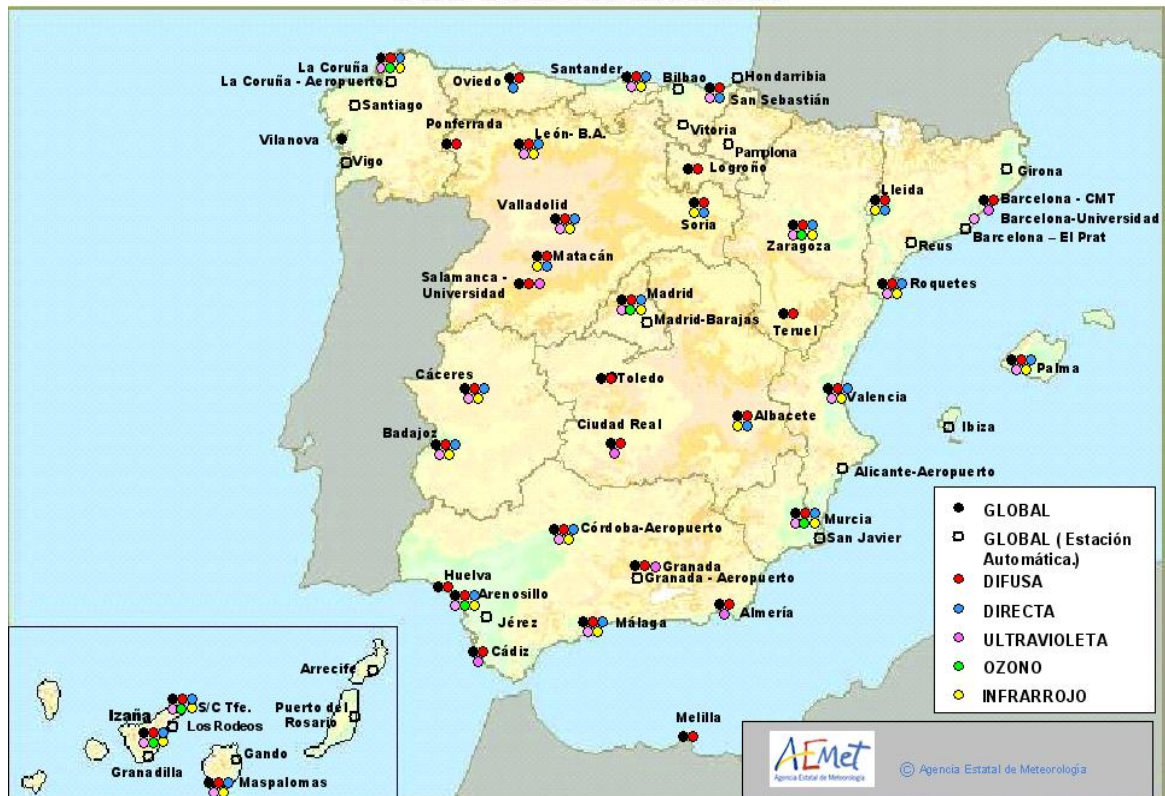 La Coruña
La Coruña - Aeropuerto
Santiago
Vilanova
Vigo
Oviedo
Ponferrada
Santander
León- B.A.
Bilbao
Hondarribia
San Sebastián
Vitoria
Pamplona
Logroño
Girona
Lleida
Barcelona - CMT
Barcelona-Universidad
Barcelona – El Prat
Reus
Roquetes
Valladolid
Soria
Zaragoza
Matacán
Salamanca -
Universidad
Madrid
Madrid-Barajas
Teruel
Cáceres
Toledo
Palma
Valencia
Ibiza
Badajoz
Ciudad Real
Albacete
Alicante-Aeropuerto
Córdoba-Aeropuerto
Murcia
San Javier
Granada
Granada - Aeropuerto
Huelva
Arenosillo
Jérez
Málaga
Almería
Cádiz
Melilla
Arrecife
S/C Tfe.
Puerto del
Rosario
Izaña
Los Rodeos
Gando
Granadilla
Maspalomas
GLOBAL
GLOBAL ( Estación
Automática.)
DIFUSA
DIRECTA
ULTRAVIOLETA
OZONO
INFRARROJO
AEMet
Agencia Estatal de Meteorología
© Agencia Estatal de Meteorología